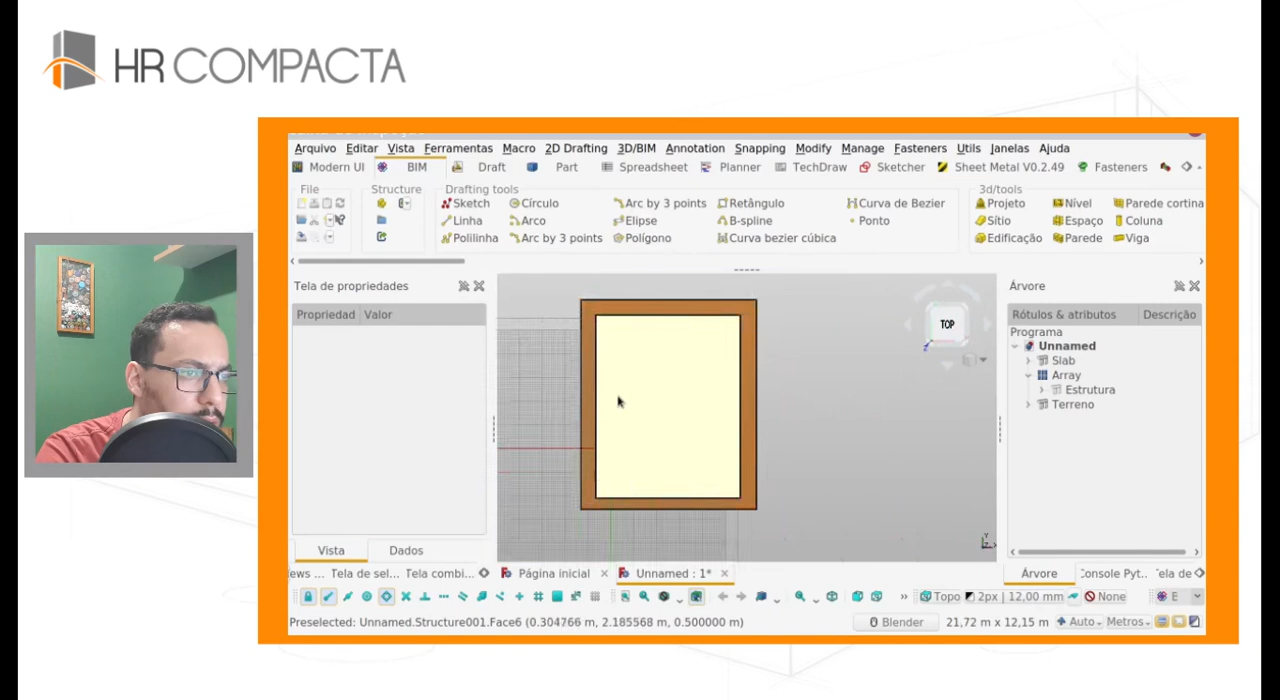 HR COMPACTA
Arquivo Editar Vista Ferramentas Macro 2D Drafting 3D/BIM Annotation Snapping Modify Manage Fasteners Utils Janelas Ajuda
Modern UI BIM Draft Part Spreadsheet Planner TechDraw Sketcher Sheet Metal V0.2.49 Fasteners
File Structure Drafting tools 3d/tools
Sketch Círculo Arc by 3 points Retângulo Curva de Bezier Projeto Nível Parede cortina
Linha Arco Elipse B-spline Ponto Sítio Espaço Coluna
Polilinha Arc by 3 points Polígono Curva bezier cúbica Edificação Parede Viga
Tela de propriedades
Propriedade Valor
TOP
Árvore
Rótulos & atributos Descrição
Programa
Unnamed
Slab
Array
Estrutura
Terreno
Vista Dados
ews ... Tela de sel... Tela combi... Página inicial Unnamed : 1* Árvore Console Pyt.. ela de
Topo 2px | 12,00 mm None E
Preselected: Unnamed.Structure001.Face6 (0.304766 m, 2.185568 m, 0.500000 m) Blender 21,72 m x 12,15 m Auto Metros